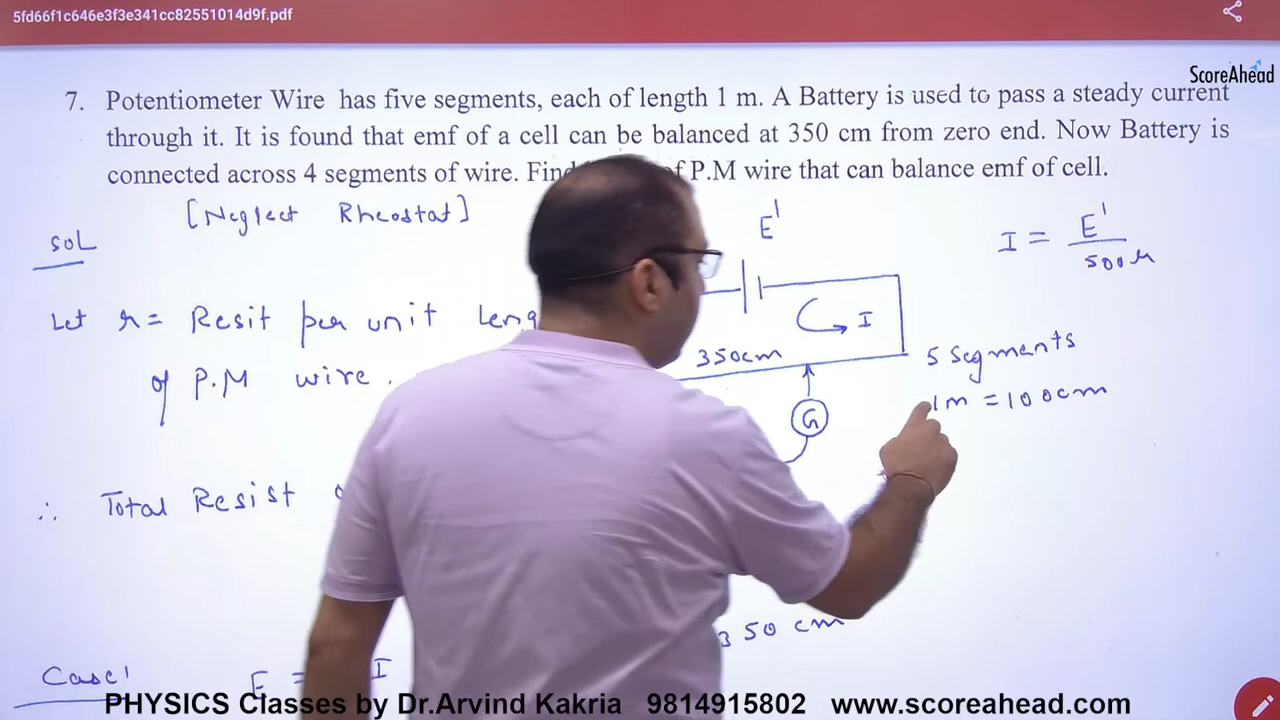 5fd66f1c646e3f3e341cc82551014d9f.pdf
ScoreAhead
7. Potentiometer Wire has five segments, each of length 1 m. A Battery is used to pass a steady current
through it. It is found that emf of a cell can be balanced at 350 cm from zero end. Now Battery is
connected across 4 segments of wire. Find P.M wire that can balance emf of cell.
[Neglect Rheostat]
SOL
E'
I = E' / 500r
Let r = Resist per unit
of P.M wire.
I
350cm
5 segments
1m = 100cm
G
∴ Total Resist
350 cm
Case1
E = I
PHYSICS Classes by Dr.Arvind Kakria 9814915802 www.scoreahead.com